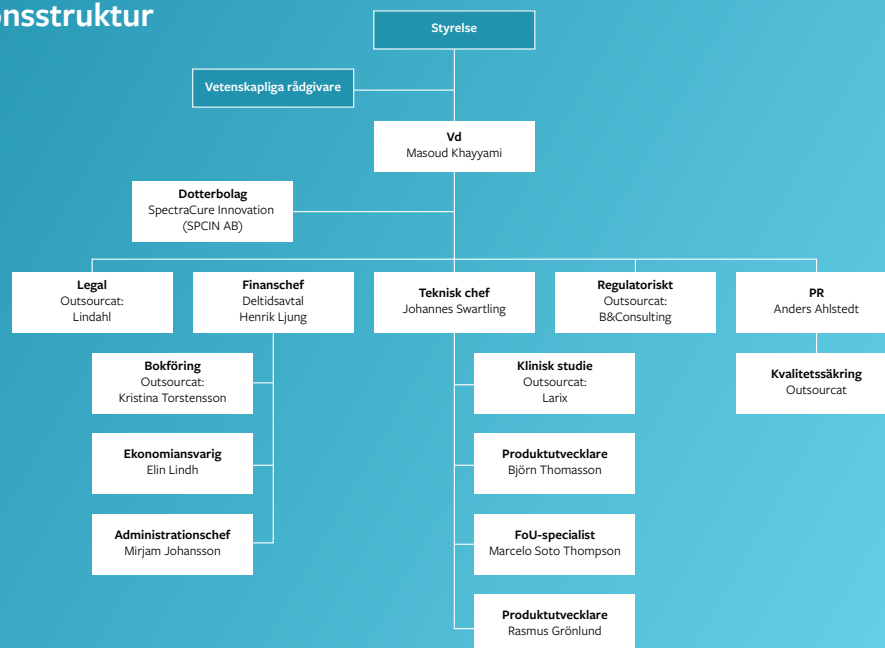 onsstruktur
Styrelse
Vetenskapliga rådgivare
Vd
Masoud Khayyami
Dotterbolag
SpectraCure Innovation
(SPCIN AB)
Legal
Outsourcat:
Lindahl
Finanschef
Deltidsavtal
Henrik Ljung
Teknisk chef
Johannes Swartling
Regulatoriskt
Outsourcat:
B&Consulting
PR
Anders Ahlstedt
Bokföring
Outsourcat:
Kristina Torstensson
Klinisk studie
Outsourcat:
Larix
Kvalitetssäkring
Outsourcat
Ekonomiansvarig
Elin Lindh
Produktutvecklare
Björn Thomasson
Administrationschef
Mirjam Johansson
FoU-specialist
Marcelo Soto Thompson
Produktutvecklare
Rasmus Grönlund